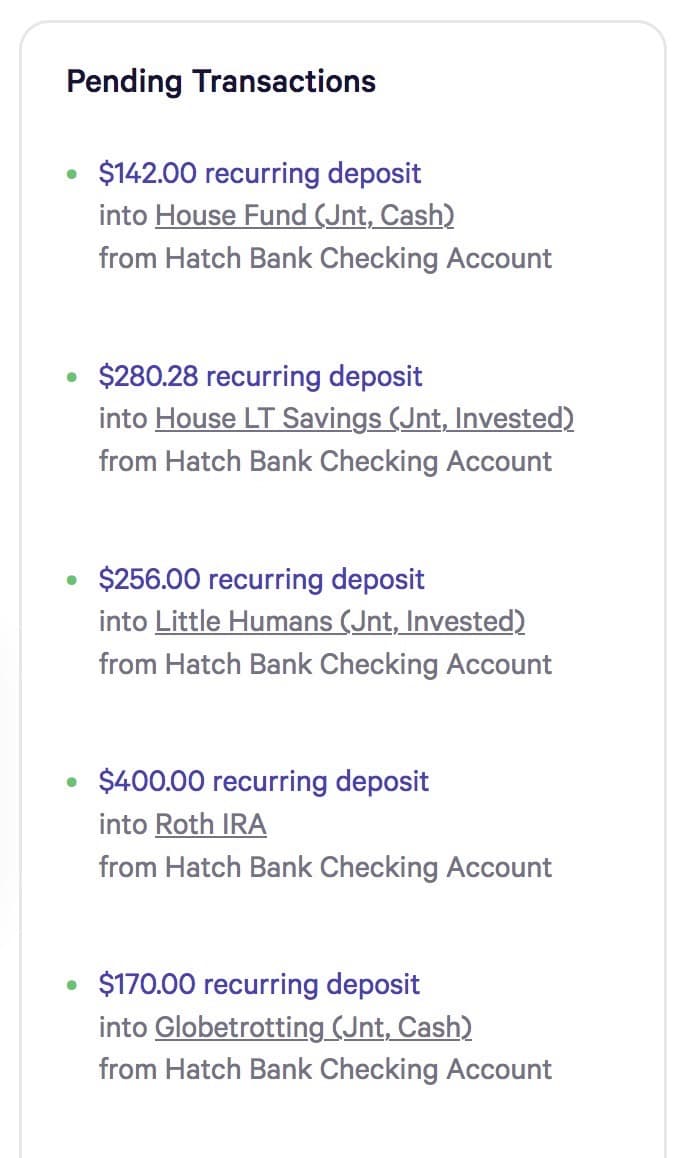 Pending Transactions
$142.00 recurring deposit
into House Fund (Jnt, Cash)
from Hatch Bank Checking Account
$280.28 recurring deposit
into House LT Savings (Jnt, Invested)
from Hatch Bank Checking Account
$256.00 recurring deposit
into Little Humans (Jnt, Invested)
from Hatch Bank Checking Account
$400.00 recurring deposit
into Roth IRA
from Hatch Bank Checking Account
$170.00 recurring deposit
into Globetrotting (Jnt, Cash)
from Hatch Bank Checking Account